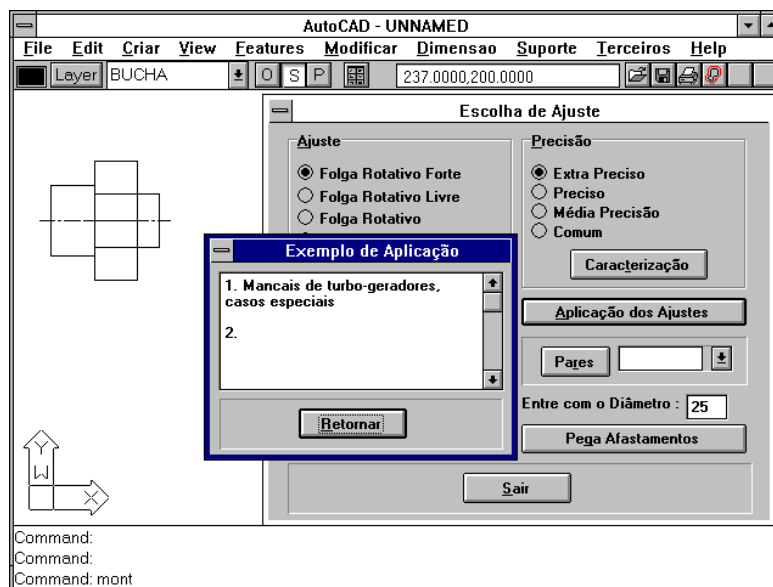 AutoCAD - UNNAMED
File Edit Criar View Features Modificar Dimensao Suporte Terceiros Help
Layer BUCHA O S P 237.0000,200.0000
Escolha de Ajuste
Ajuste
Folga Rotativo Forte
Folga Rotativo Livre
Folga Rotativo
Precisão
Extra Preciso
Preciso
Média Precisão
Comum
Caracterização
Exemplo de Aplicação
1. Mancais de turbo-geradores,
casos especiais
2.
Retornar
Aplicação dos Ajustes
Pares
Entre com o Diâmetro : 25
Pega Afastamentos
Sair
Y
W
X
Command:
Command:
Command: mont